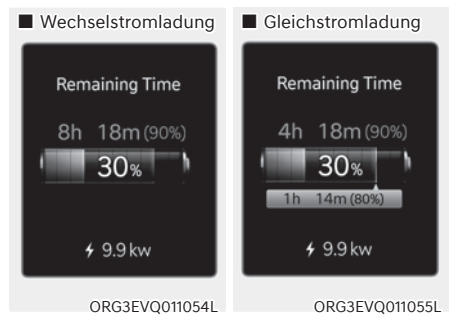 ■ Wechselstromladung
Remaining Time
8h 18m (90%)
30%
9.9 kw
ORG3EVQ011054L
■ Gleichstromladung
Remaining Time
4h 18m (90%)
30%
1h 14m (80%)
9.9 kw
ORG3EVQ011055L